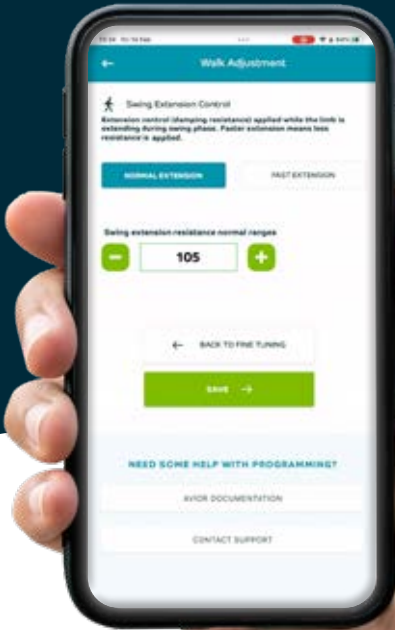 Walk Adjustment
Swing Extension Control
Extension control (damping resistance) applied while the limb is
extending during swing phase. Faster extension means less
resistance is applied.
NORMAL EXTENSION
FAST EXTENSION
Swing extension resistance normal ranges
105
BACK TO FINE TUNING
SAVE
NEED SOME HELP WITH PROGRAMMING?
AVIOR DOCUMENTATION
CONTACT SUPPORT